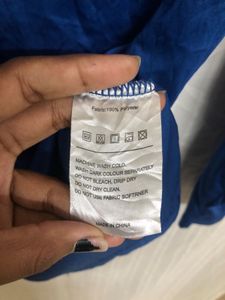 Fabric:100% Polyester
MACHINE WASH COLD.
WASH DARK COLOUR SEPARATELY
DO NOT BLEACH, DRIP DRY
DO NOT DRY CLEAN.
DO NOT USE FABRIC SOFTNER
MADE IN CHINA